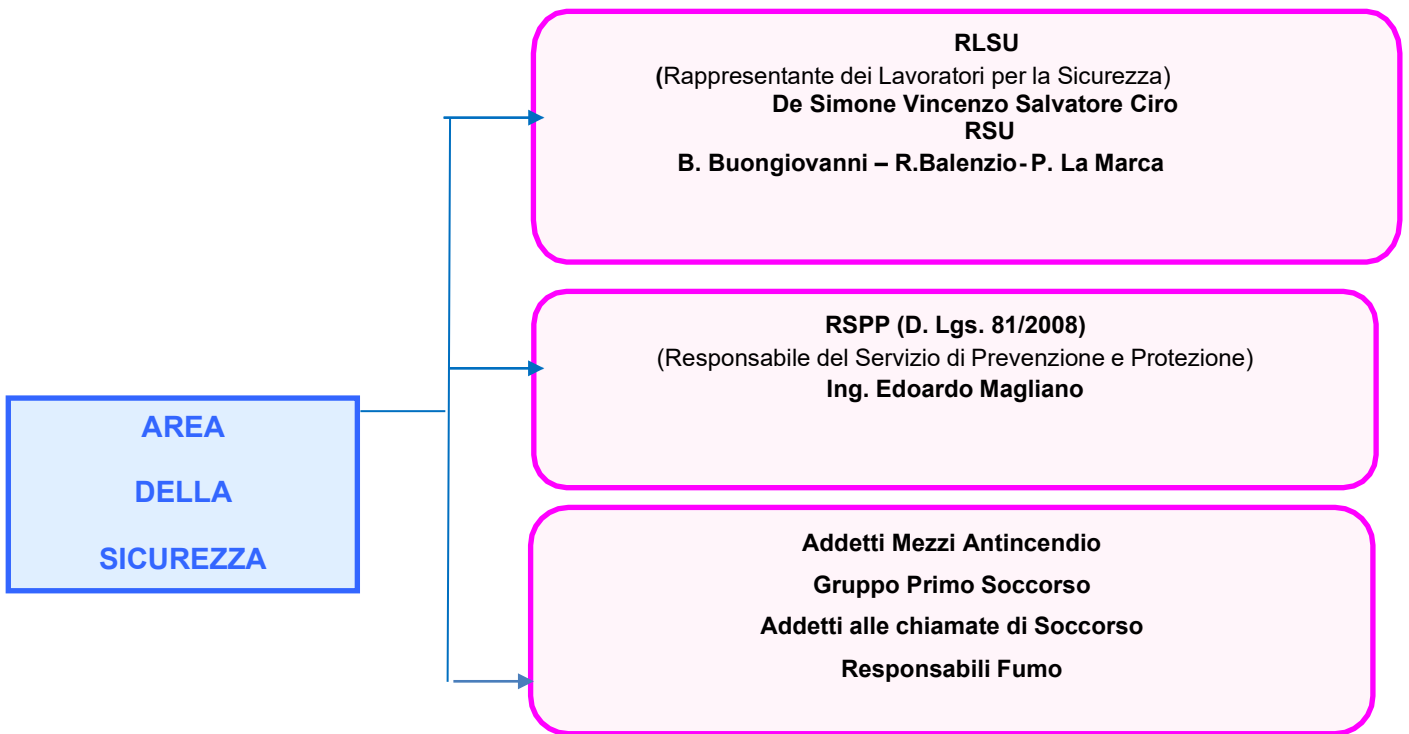 RLSU
(Rappresentante dei Lavoratori per la Sicurezza)
De Simone Vincenzo Salvatore Ciro
RSU
B. Buongiovanni – R.Balenzio- P. La Marca
RSPP (D. Lgs. 81/2008)
(Responsabile del Servizio di Prevenzione e Protezione)
Ing. Edoardo Magliano
AREA
DELLA
SICUREZZA
Addetti Mezzi Antincendio
Gruppo Primo Soccorso
Addetti alle chiamate di Soccorso
Responsabili Fumo